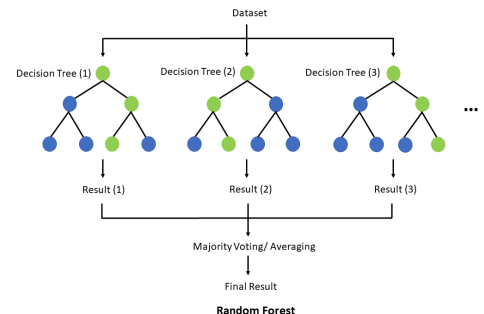 Dataset
Decision Tree (1)
Decision Tree (2)
Decision Tree (3)
...
Result (1)
Result (2)
Result (3)
Majority Voting/ Averaging
Final Result
Random Forest